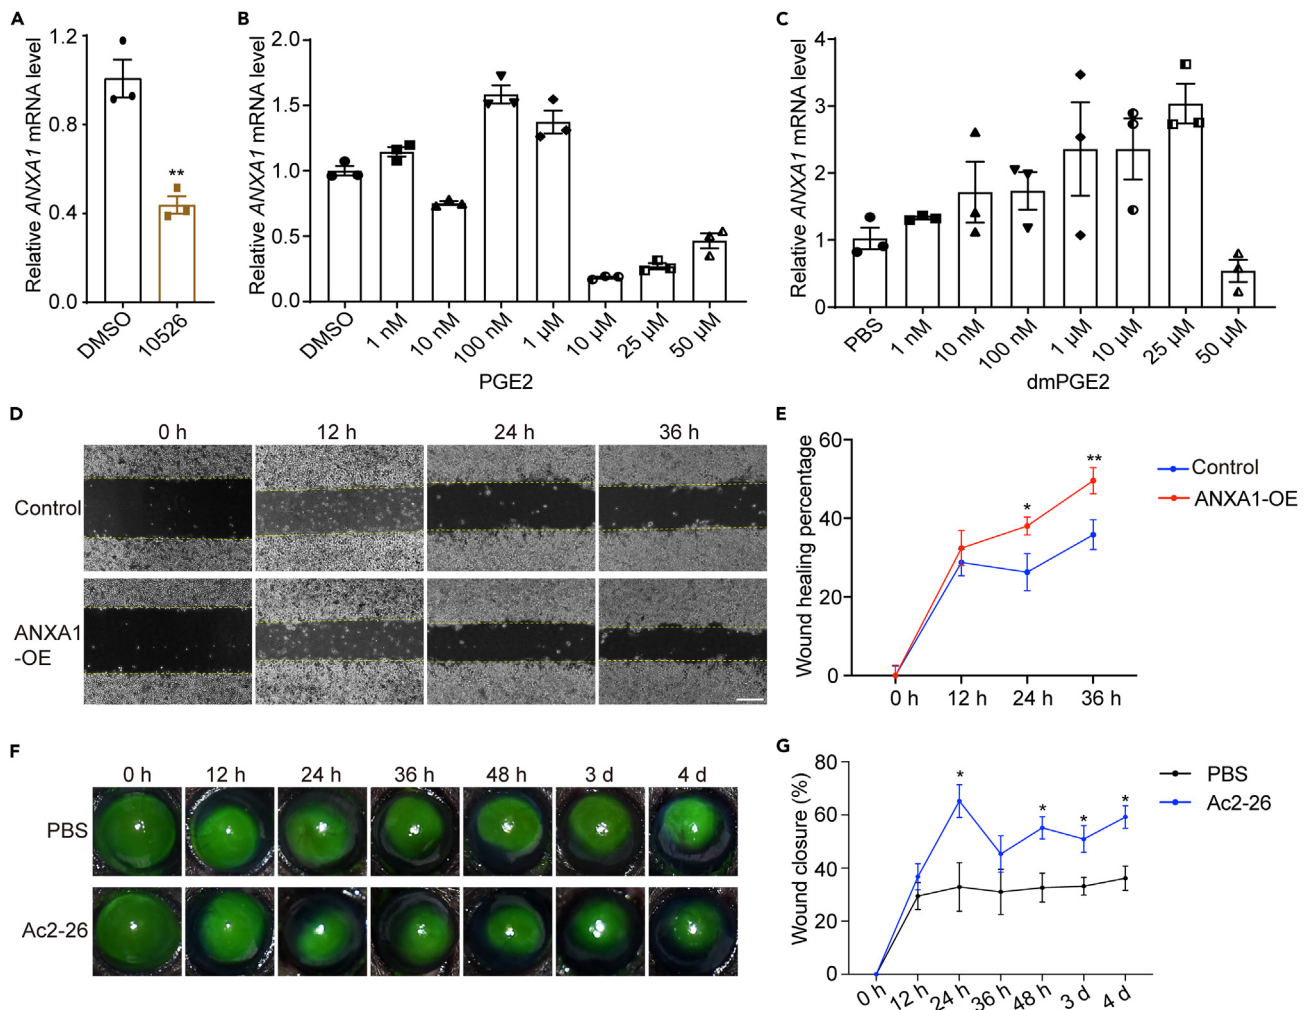 A
Relative ANXA1 mRNA level
1.2
0.8
0.4
0.0
**
DMSO
10526
B
Relative ANXA1 mRNA level
2.0
1.5
1.0
0.5
0.0
DMSO
1 nM
10 nM
100 nM
1 µM
10 µM
25 µM
50 µM
PGE2
C
Relative ANXA1 mRNA level
4
3
2
1
0
PBS
1 nM
10 nM
100 nM
1 µM
10 µM
25 µM
50 µM
dmPGE2
D
0 h
12 h
24 h
36 h
Control
ANXA1
-OE
E
Wound healing percentage
60
40
20
0
*
**
0 h
12 h
24 h
36 h
Control
ANXA1-OE
F
0 h
12 h
24 h
36 h
48 h
3 d
4 d
PBS
Ac2-26
G
Wound closure (%)
80
60
40
20
0
*
*
*
*
0 h
12 h
24 h
36 h
48 h
3 d
4 d
PBS
Ac2-26